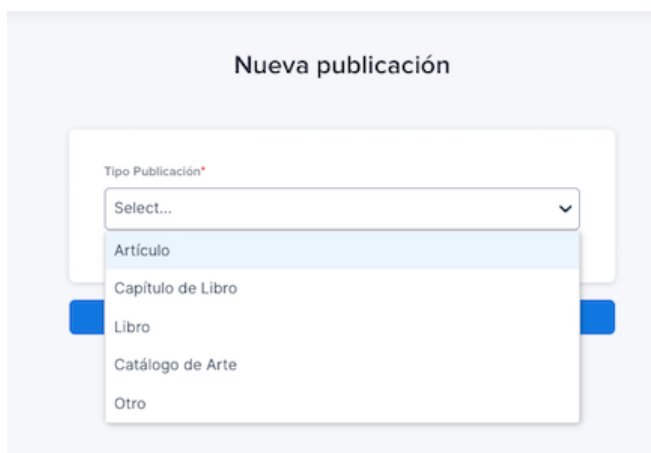 Nueva publicación
Tipo Publicación*
Select...
Artículo
Capítulo de Libro
Libro
Catálogo de Arte
Otro